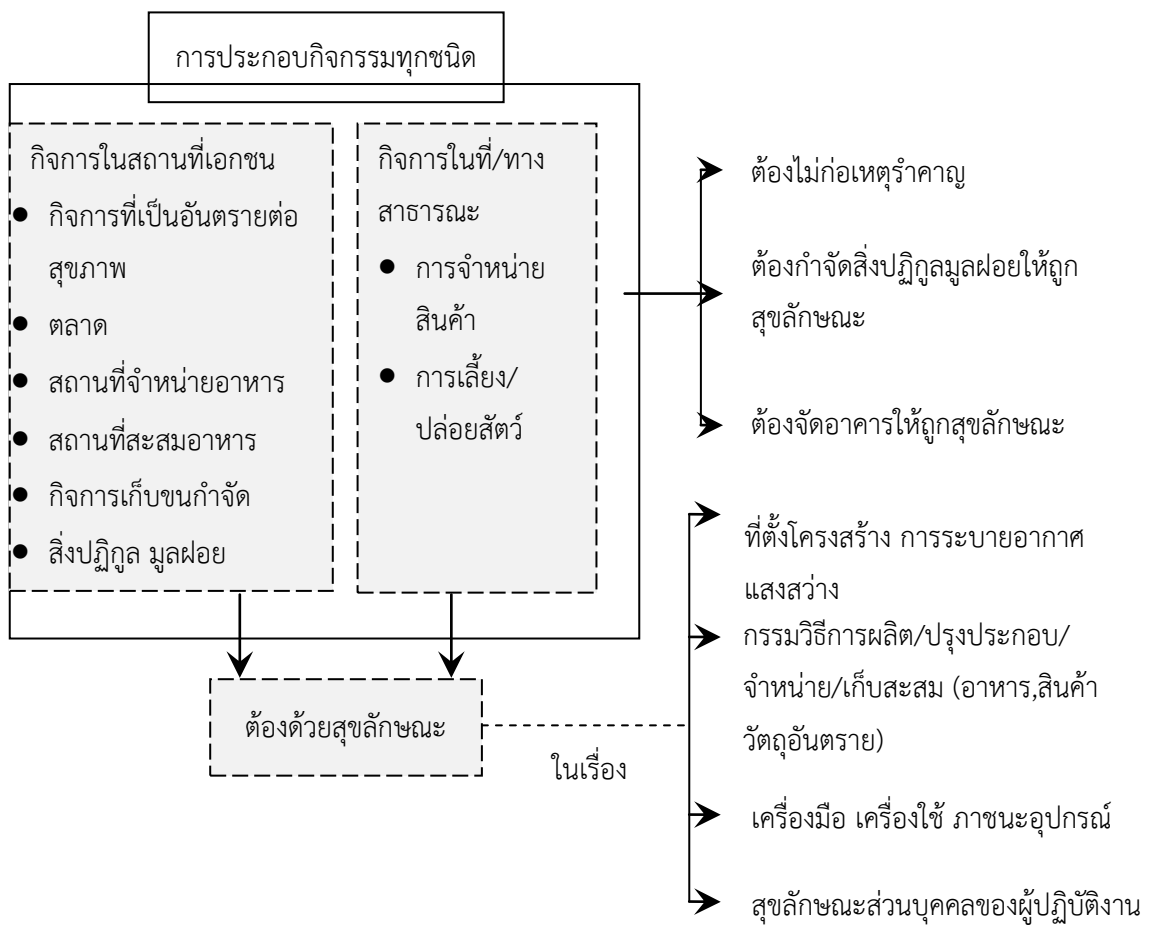 การประกอบกิจกรรมทุกชนิด
กิจการในสถานที่เอกชน
● กิจการที่เป็นอันตรายต่อ
สุขภาพ
● ตลาด
● สถานที่จำหน่ายอาหาร
● สถานที่สะสมอาหาร
● กิจการเก็บขนกำจัด
● สิ่งปฏิกูล มูลฝอย
กิจการในที่/ทาง
สาธารณะ
● การจำหน่าย
สินค้า
● การเลี้ยง/
ปล่อยสัตว์
ต้องไม่ก่อเหตุรำคาญ
ต้องกำจัดสิ่งปฏิกูลมูลฝอยให้ถูก
สุขลักษณะ
ต้องจัดอาคารให้ถูกสุขลักษณะ
ต้องด้วยสุขลักษณะ
ในเรื่อง
ที่ตั้งโครงสร้าง การระบายอากาศ
แสงสว่าง
กรรมวิธีการผลิต/ปรุงประกอบ/
จำหน่าย/เก็บสะสม (อาหาร,สินค้า
วัตถุอันตราย)
เครื่องมือ เครื่องใช้ ภาชนะอุปกรณ์
สุขลักษณะส่วนบุคคลของผู้ปฏิบัติงาน